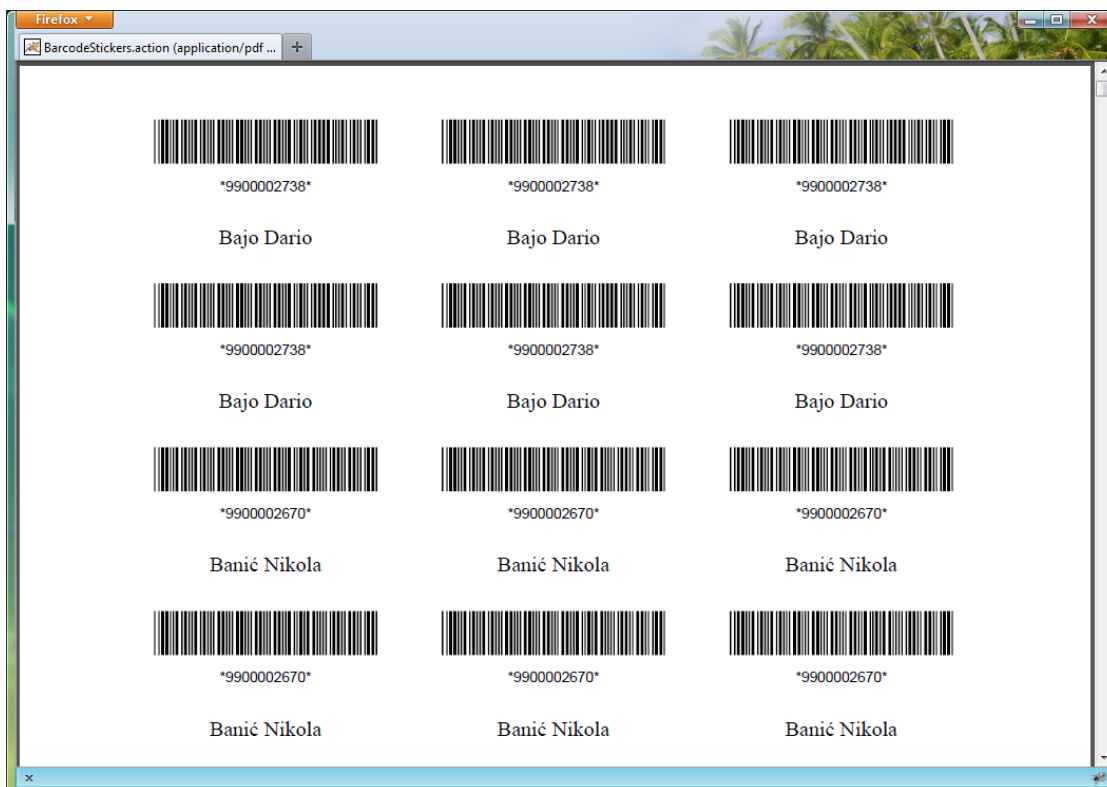 Firefox
BarcodeStickers.action (application/pdf ...
*9900002738* *9900002738* *9900002738*
Bajo Dario Bajo Dario Bajo Dario
*9900002738* *9900002738* *9900002738*
Bajo Dario Bajo Dario Bajo Dario
*9900002670* *9900002670* *9900002670*
Banić Nikola Banić Nikola Banić Nikola
*9900002670* *9900002670* *9900002670*
Banić Nikola Banić Nikola Banić Nikola